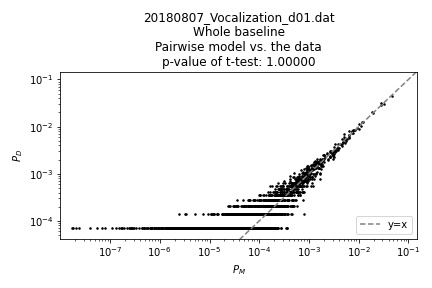 20180807_Vocalization_d01.dat
Whole baseline
Pairwise model vs. the data
p-value of t-test: 1.00000
10⁻¹
10⁻²
10⁻³
10⁻⁴
P_D
y=x
10⁻⁷ 10⁻⁶ 10⁻⁵ 10⁻⁴ 10⁻³ 10⁻² 10⁻¹
P_M